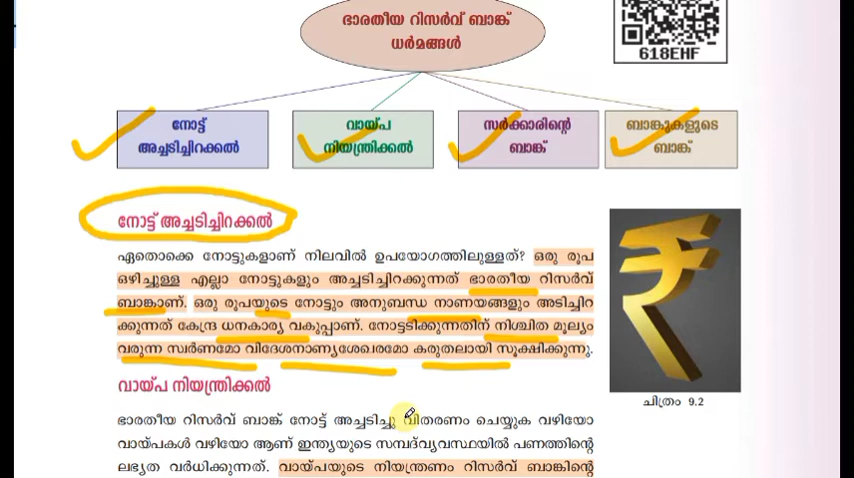 ഭാരതീയ റിസർവ് ബാങ്ക്
ധർമങ്ങൾ
618EHF
നോട്ട്
അച്ചടിച്ചിറക്കൽ
വായ്പ
നിയന്ത്രിക്കൽ
സർക്കാരിന്റെ
ബാങ്ക്
ബാങ്കുകളുടെ
ബാങ്ക്
നോട്ട് അച്ചടിച്ചിറക്കൽ
ഏതൊക്കെ നോട്ടുകളാണ് നിലവിൽ ഉപയോഗത്തിലുള്ളത്? ഒരു രൂപ
ഒഴിച്ചുള്ള എല്ലാ നോട്ടുകളും അച്ചടിച്ചിറക്കുന്നത് ഭാരതീയ റിസർവ്
ബാങ്കാണ്. ഒരു രൂപയുടെ നോട്ടും അനുബന്ധ നാണയങ്ങളും അടിച്ചിറ
ക്കുന്നത് കേന്ദ്ര ധനകാര്യ വകുപ്പാണ്. നോട്ടടിക്കുന്നതിന് നിശ്ചിത മൂല്യം
വരുന്ന സ്വർണമോ വിദേശനാണ്യശേഖരമോ കരുതലായി സൂക്ഷിക്കുന്നു.
ചിത്രം 9.2
വായ്പ നിയന്ത്രിക്കൽ
ഭാരതീയ റിസർവ് ബാങ്ക് നോട്ട് അച്ചടിച്ചു വിതരണം ചെയ്യുക വഴിയോ
വായ്പകൾ വഴിയോ ആണ് ഇന്ത്യയുടെ സമ്പദ്‌വ്യവസ്ഥയിൽ പണത്തിന്റെ
ലഭ്യത വർധിക്കുന്നത്. വായ്പയുടെ നിയന്ത്രണം റിസർവ് ബാങ്കിന്റെ